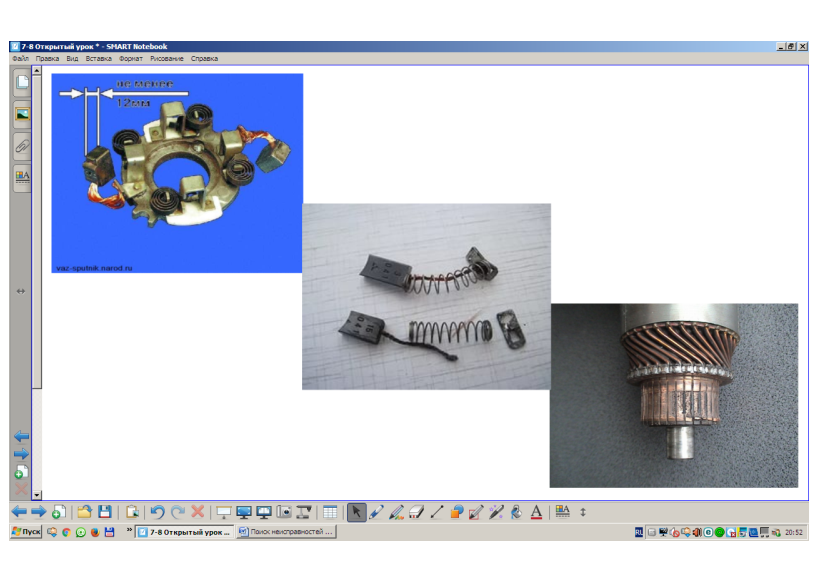 7-8 Открытый урок * - SMART Notebook
Файл Правка Вид Вставка Формат Рисование Справка
не менее
12мм
vaz-sputnik.narod.ru
Пуск
7-8 Открытый урок ...
Поиск неисправностей ...
RL
20:52